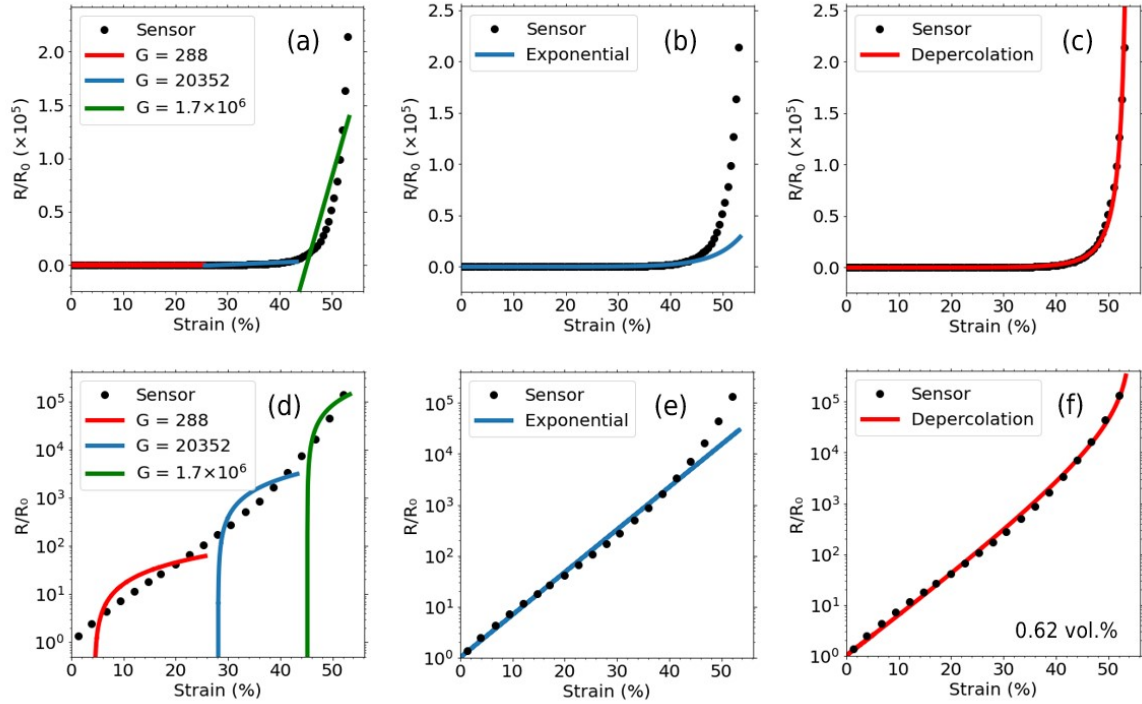 Sensor
G = 288
G = 20352
G = 1.7×10⁶
(a)
R/R₀ (×10⁵)
2.0
1.5
1.0
0.5
0.0
0 10 20 30 40 50
Strain (%)
Sensor
Exponential
(b)
R/R₀ (×10⁵)
2.5
2.0
1.5
1.0
0.5
0.0
0 10 20 30 40 50
Strain (%)
Sensor
Depercolation
(c)
R/R₀ (×10⁵)
2.5
2.0
1.5
1.0
0.5
0.0
0 10 20 30 40 50
Strain (%)
Sensor
G = 288
G = 20352
G = 1.7×10⁶
(d)
R/R₀
10⁵
10⁴
10³
10²
10¹
10⁰
0 10 20 30 40 50
Strain (%)
Sensor
Exponential
(e)
R/R₀
10⁵
10⁴
10³
10²
10¹
10⁰
0 10 20 30 40 50
Strain (%)
Sensor
Depercolation
(f)
R/R₀
10⁵
10⁴
10³
10²
10¹
10⁰
0.62 vol.%
0 10 20 30 40 50
Strain (%)